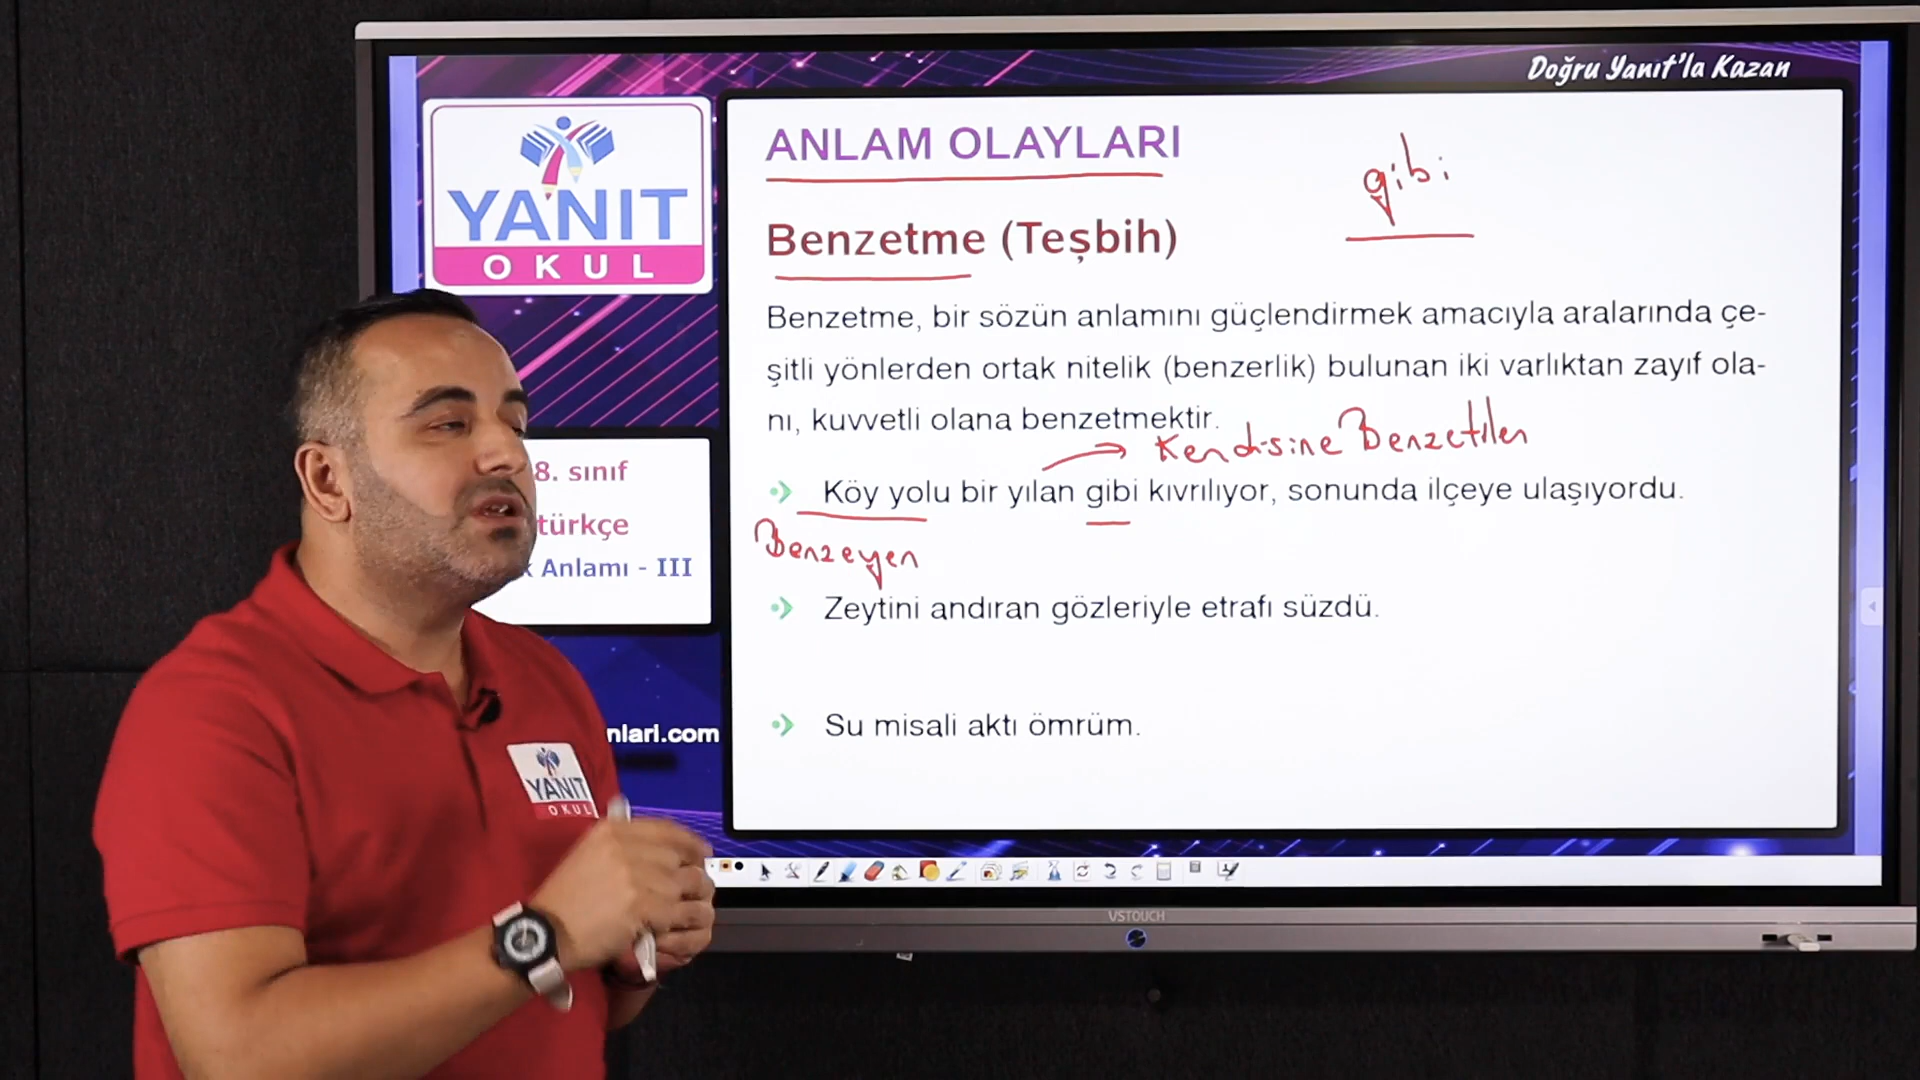 Doğru Yanıt'la Kazan
YANIT
OKUL
ANLAM OLAYLARI
gibi
Benzetme (Teşbih)
Benzetme, bir sözün anlamını güçlendirmek amacıyla aralarında çe-
şitli yönlerden ortak nitelik (benzerlik) bulunan iki varlıktan zayıf ola-
nı, kuvvetli olana benzetmektir.
Kendisine Benzetilen
Köy yolu bir yılan gibi kıvrılıyor, sonunda ilçeye ulaşıyordu.
Benzeyen
Zeytini andıran gözleriyle etrafı süzdü.
Su misali aktı ömrüm.
8. sınıf
türkçe
Anlamı - III
nlari.com
YANIT
OKUL
VSTOUCH